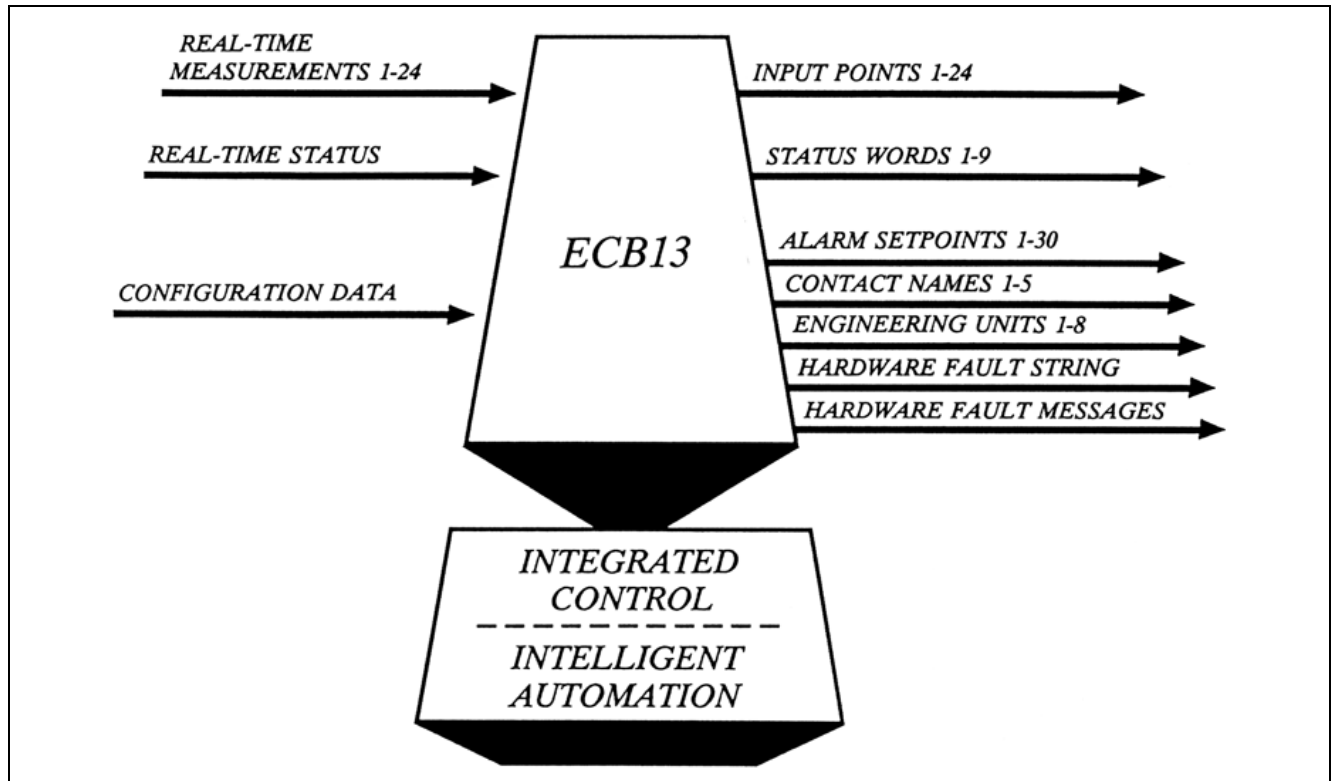 REAL-TIME
MEASUREMENTS 1-24
REAL-TIME STATUS
CONFIGURATION DATA
ECB13
INPUT POINTS 1-24
STATUS WORDS 1-9
ALARM SETPOINTS 1-30
CONTACT NAMES 1-5
ENGINEERING UNITS 1-8
HARDWARE FAULT STRING
HARDWARE FAULT MESSAGES
INTEGRATED
CONTROL
INTELLIGENT
AUTOMATION